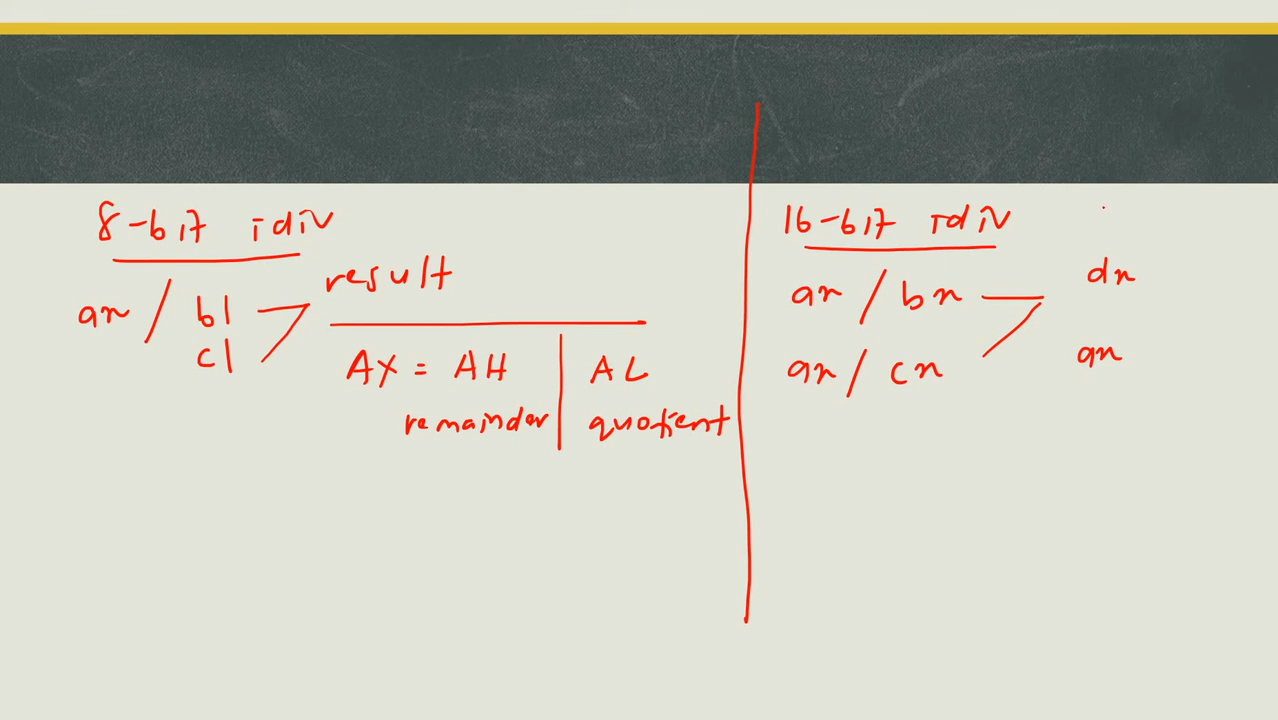 8-bit idiv
result
ax / bl
cl
AX = AH | AL
remainder quotient
16-bit idiv
dx
ax / bx
ax / cx
ax